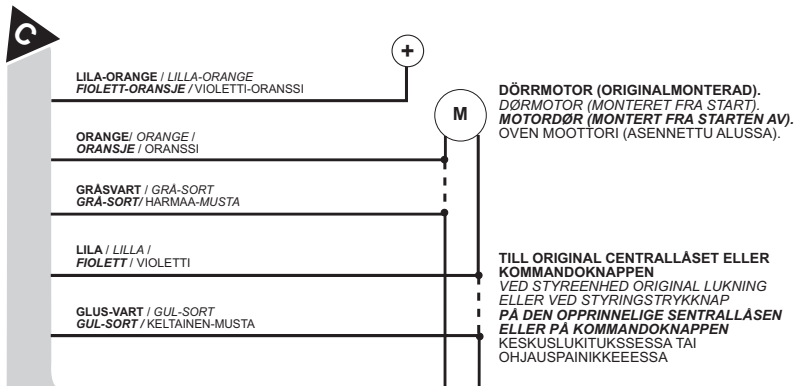 C
+
LILA-ORANGE / LILLA-ORANGE
FIOLETT-ORANSJE / VIOLETTI-ORANSSI
M
DÖRRMOTOR (ORIGINALMONTERAD).
DØRMOTOR (MONTERET FRA START).
MOTORDØR (MONTERT FRA STARTEN AV).
OVEN MOOTTORI (ASENNETTU ALUSSA).
ORANGE/ ORANGE /
ORANSJE / ORANSSI
GRÅSVART / GRÅ-SORT
GRÅ-SORT/ HARMAA-MUSTA
LILA / LILLA /
FIOLETT / VIOLETTI
TILL ORIGINAL CENTRALLÅSET ELLER
KOMMANDOKNAPPEN
VED STYREENHED ORIGINAL LUKNING
ELLER VED STYRINGSTRYKKNAP
PÅ DEN OPPRINNELIGE SENTRALLÅSEN
ELLER PÅ KOMMANDOKNAPPEN
KESKUSLUKITUKSSESSA TAI
OHJAUSPAINIKKEEESSA
GLUS-VART / GUL-SORT
GUL-SORT / KELTAINEN-MUSTA